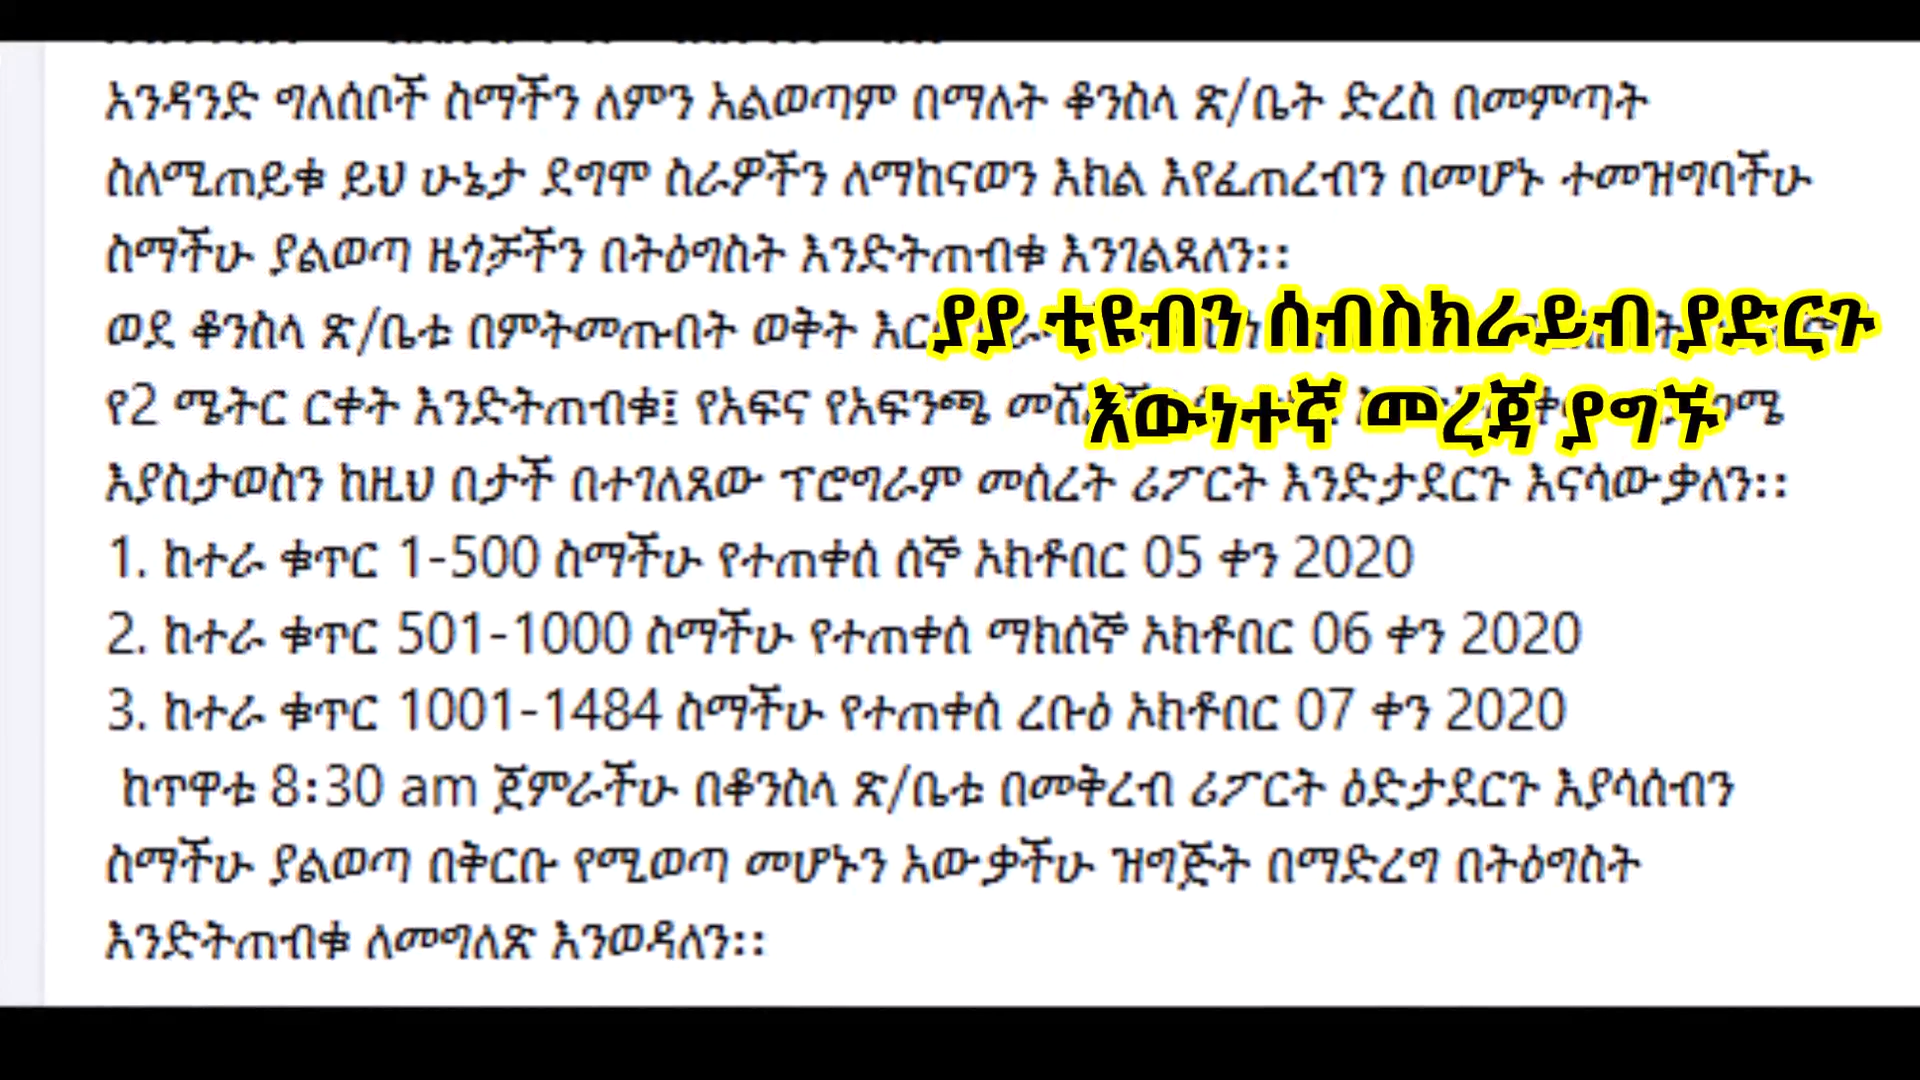 አንዳንድ ግለሰቦች ስማችን ለምን አልወጣም በማለት ቆንስላ ጽ/ቤት ድረስ በመምጣት
ስለሚጠይቁ ይህ ሁኔታ ደግሞ ስራዎችን ለማከናወን እክል እየፈጠረብን በመሆኑ ተመዝግባችሁ
ስማችሁ ያልወጣ ዜጎቻችን በትዕግስት እንድትጠብቁ እንገልጻለን፡፡
ወደ ቆንስላ ጽ/ቤቱ በምትመጡበት ወቅት
ያያ ቲዩብን ሰብስክራይብ ያድርጉ
የ2 ሜትር ርቀት እንድትጠብቁ፤ የአፍና የአፍንጫ
እውነተኛ መረጃ ያግኙ
እያስታወስን ከዚህ በታች በተገለጸው ፕሮግራም መሰረት ሪፖርት እንድታደርጉ እናሳውቃለን፡፡
1. ከተራ ቁጥር 1-500 ስማችሁ የተጠቀሰ ሰኞ ኦክቶበር 05 ቀን 2020
2. ከተራ ቁጥር 501-1000 ስማችሁ የተጠቀሰ ማክሰኞ ኦክቶበር 06 ቀን 2020
3. ከተራ ቁጥር 1001-1484 ስማችሁ የተጠቀሰ ረቡዕ ኦክቶበር 07 ቀን 2020
ከጥዋቱ 8፡30 am ጀምራችሁ በቆንስላ ጽ/ቤቱ በመቅረብ ሪፖርት ዕድታደርጉ እያሳሰብን
ስማችሁ ያልወጣ በቅርቡ የሚወጣ መሆኑን አውቃችሁ ዝግጅት በማድረግ በትዕግስት
እንድትጠብቁ ለመግለጽ እንወዳለን፡፡